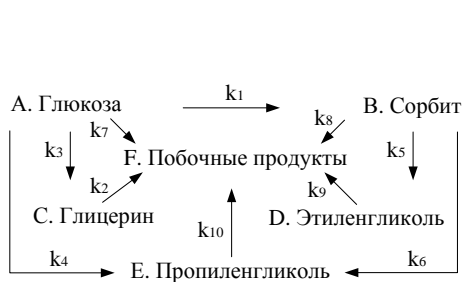 k1
A. Глюкоза B. Сорбит
k7 k8
k3 F. Побочные продукты k5
k2 k9
C. Глицерин D. Этиленгликоль
k10
k4 k6
E. Пропиленгликоль